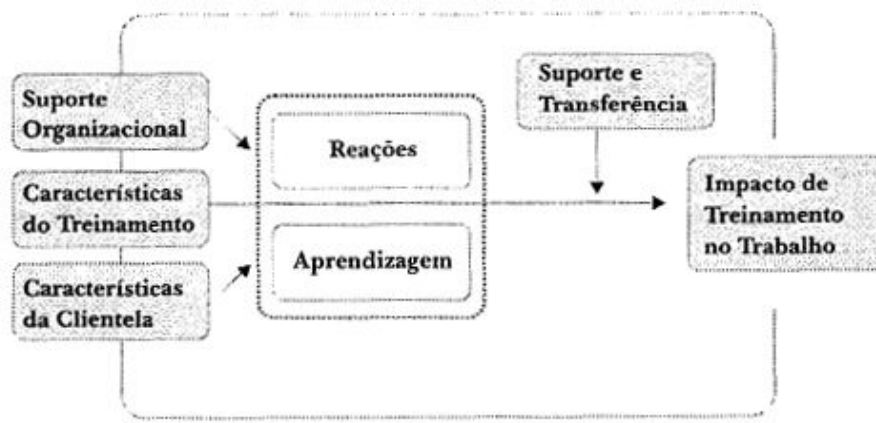 Suporte
Organizacional
Características
do Treinamento
Características
da Clientela
Reações
Aprendizagem
Suporte e
Transferência
Impacto de
Treinamento
no Trabalho